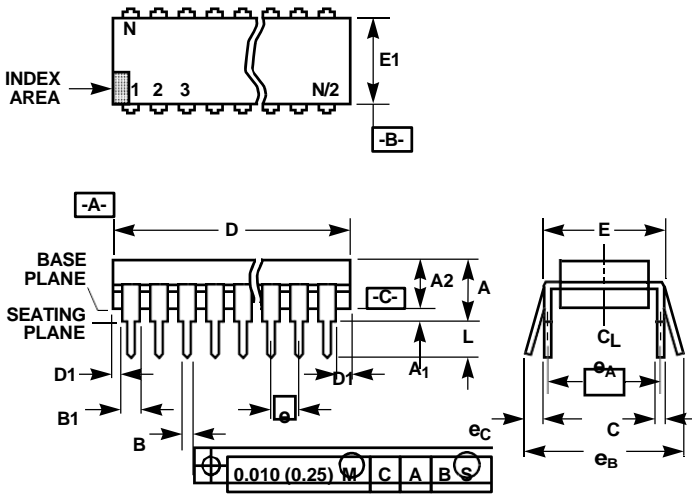 N
E1
INDEX
AREA
1 2 3 N/2
-B-
-A-
D
E
BASE
PLANE
A2
A
-C-
SEATING
PLANE
L
CL
D1
A1
D1
eA
B1
e
B
eC
C
eB
0.010 (0.25) M C A B S